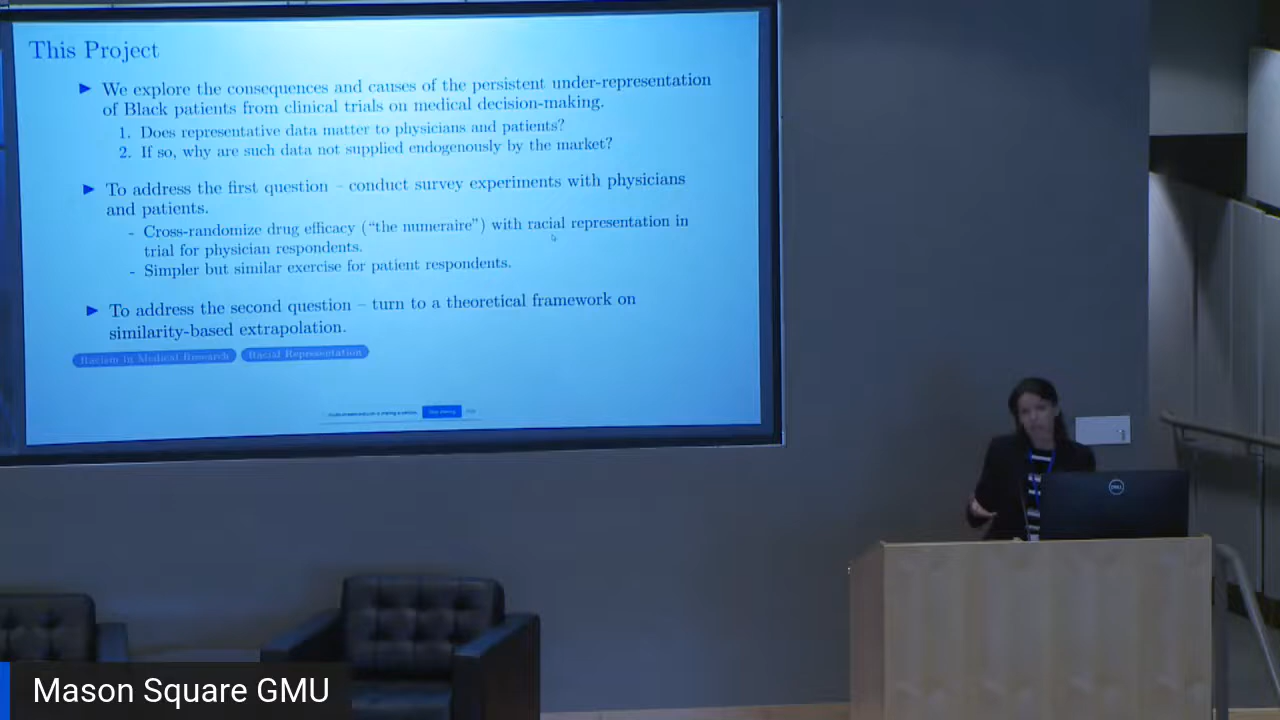 This Project
▶ We explore the consequences and causes of the persistent under-representation
of Black patients from clinical trials on medical decision-making.
1. Does representative data matter to physicians and patients?
2. If so, why are such data not supplied endogenously by the market?
▶ To address the first question – conduct survey experiments with physicians
and patients.
- Cross-randomize drug efficacy (“the numeraire”) with racial representation in
trial for physician respondents.
- Simpler but similar exercise for patient respondents.
▶ To address the second question – turn to a theoretical framework on
similarity-based extrapolation.
Racism in Medical Research Racial Representation
Stop sharing
DELL
Mason Square GMU